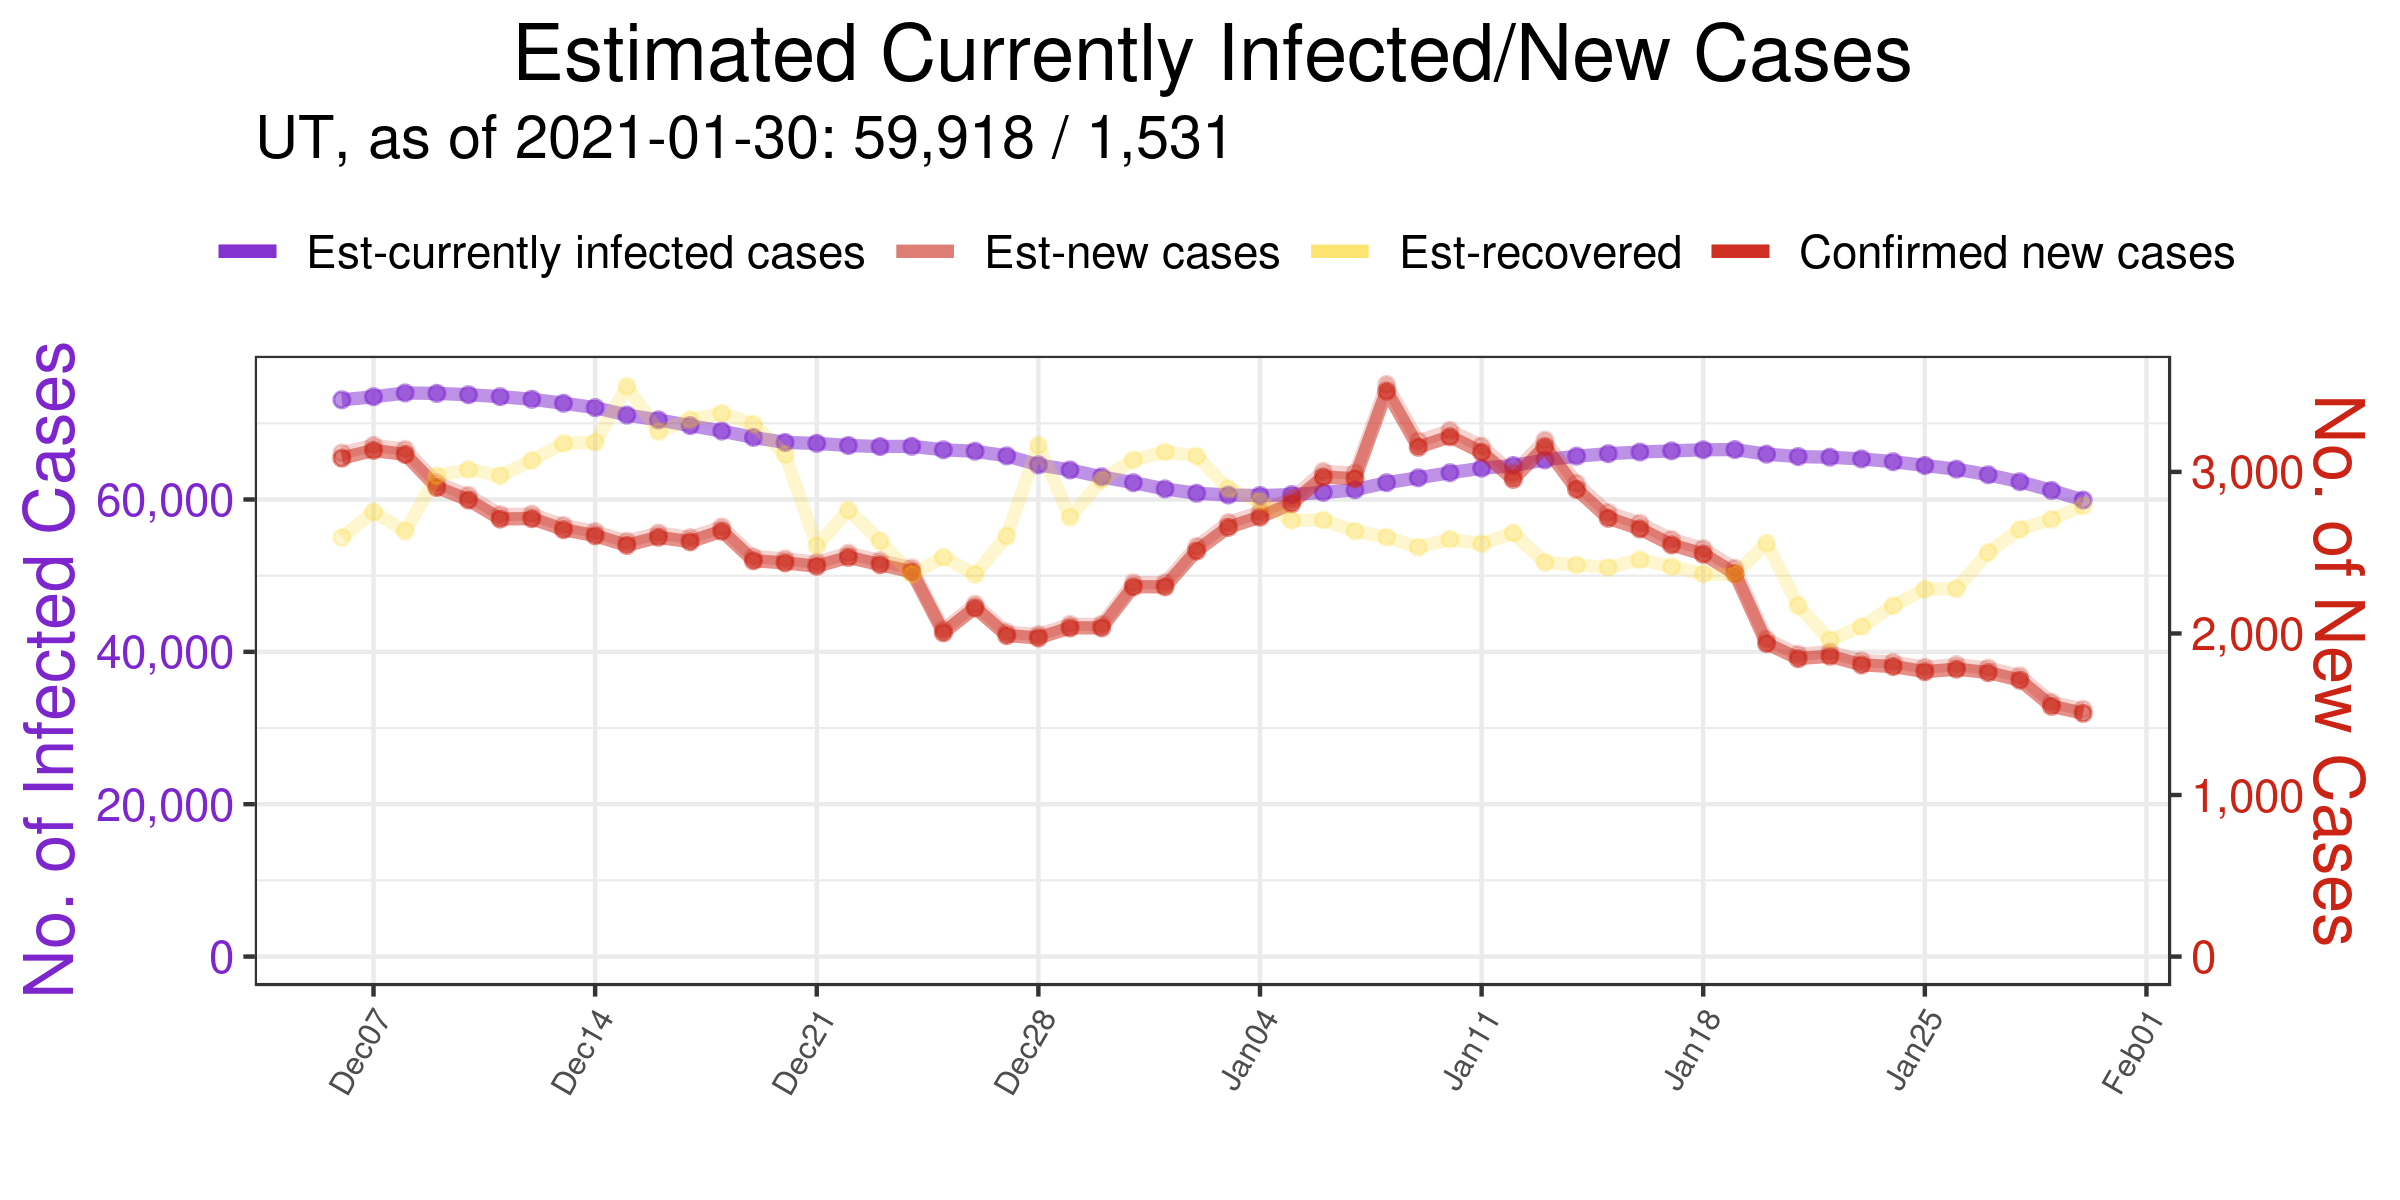 Estimated Currently Infected/New Cases
UT, as of 2021-01-30: 59,918 / 1,531
Est-currently infected cases Est-new cases Est-recovered Confirmed new cases
No. of Infected Cases
60,000
40,000
20,000
0
3,000
2,000
1,000
0
No. of New Cases
Dec07 Dec14 Dec21 Dec28 Jan04 Jan11 Jan18 Jan25 Feb01